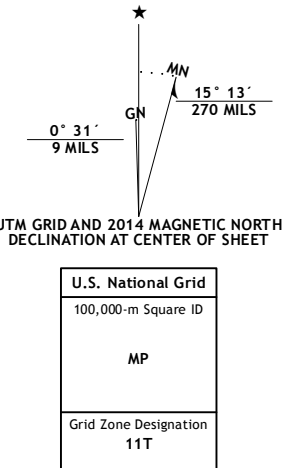 MN
GN
15° 13´
270 MILS
0° 31´
9 MILS
UTM GRID AND 2014 MAGNETIC NORTH
DECLINATION AT CENTER OF SHEET
U.S. National Grid
100,000-m Square ID
MP
Grid Zone Designation
11T